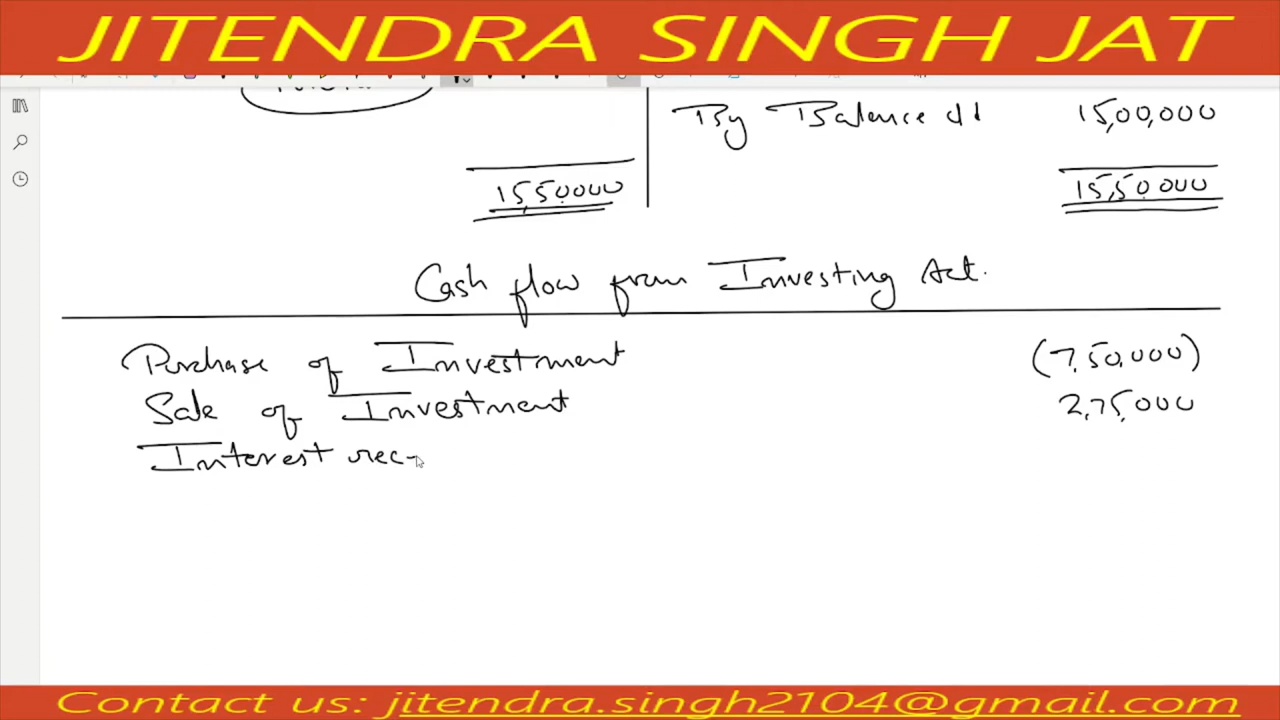 JITENDRA SINGH JAT
By Balance d 15,00,000
15,50,000 15,50,000
Cash flow from Investing Act.
Purchase of Investment (7,50,000)
Sale of Investment 2,75,000
Interest rec
Contact us: jitendra.singh2104@gmail.com